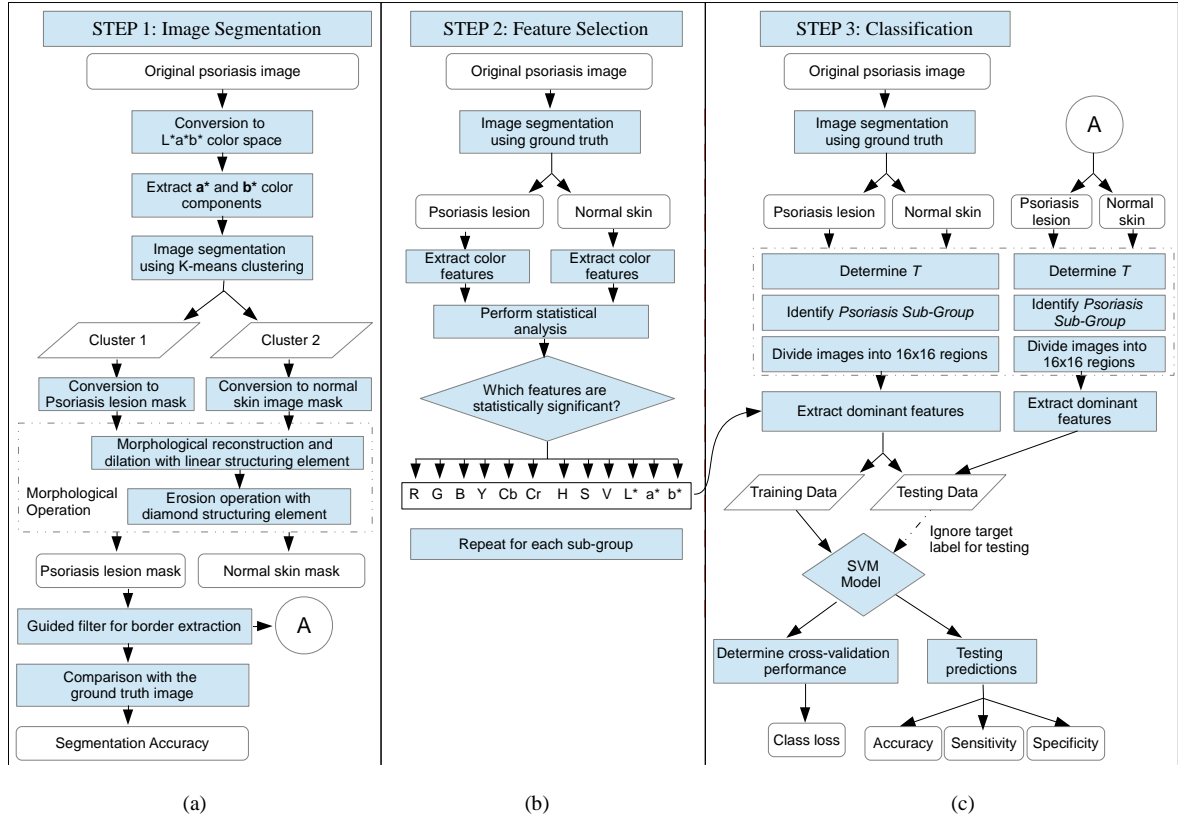 STEP 1: Image Segmentation
Original psoriasis image
Conversion to
L*a*b* color space
Extract a* and b* color
components
Image segmentation
using K-means clustering
Cluster 1
Cluster 2
Conversion to
Psoriasis lesion mask
Conversion to normal
skin image mask
Morphological reconstruction and
dilation with linear structuring element
Morphological
Operation
Erosion operation with
diamond structuring element
Psoriasis lesion mask
Normal skin mask
Guided filter for border extraction
A
Comparison with the
ground truth image
Segmentation Accuracy
(a)
STEP 2: Feature Selection
Original psoriasis image
Image segmentation
using ground truth
Psoriasis lesion
Normal skin
Extract color
features
Extract color
features
Perform statistical
analysis
Which features are
statistically significant?
R G B Y Cb Cr H S V L* a* b*
Repeat for each sub-group
(b)
STEP 3: Classification
Original psoriasis image
Image segmentation
using ground truth
A
Psoriasis lesion
Normal skin
Psoriasis
lesion
Normal
skin
Determine T
Identify Psoriasis Sub-Group
Divide images into 16x16 regions
Determine T
Identify Psoriasis
Sub-Group
Divide images into
16x16 regions
Extract dominant features
Extract dominant
features
Training Data
Testing Data
Ignore target
label for testing
SVM
Model
Determine cross-validation
performance
Testing
predictions
Class loss
Accuracy
Sensitivity
Specificity
(c)